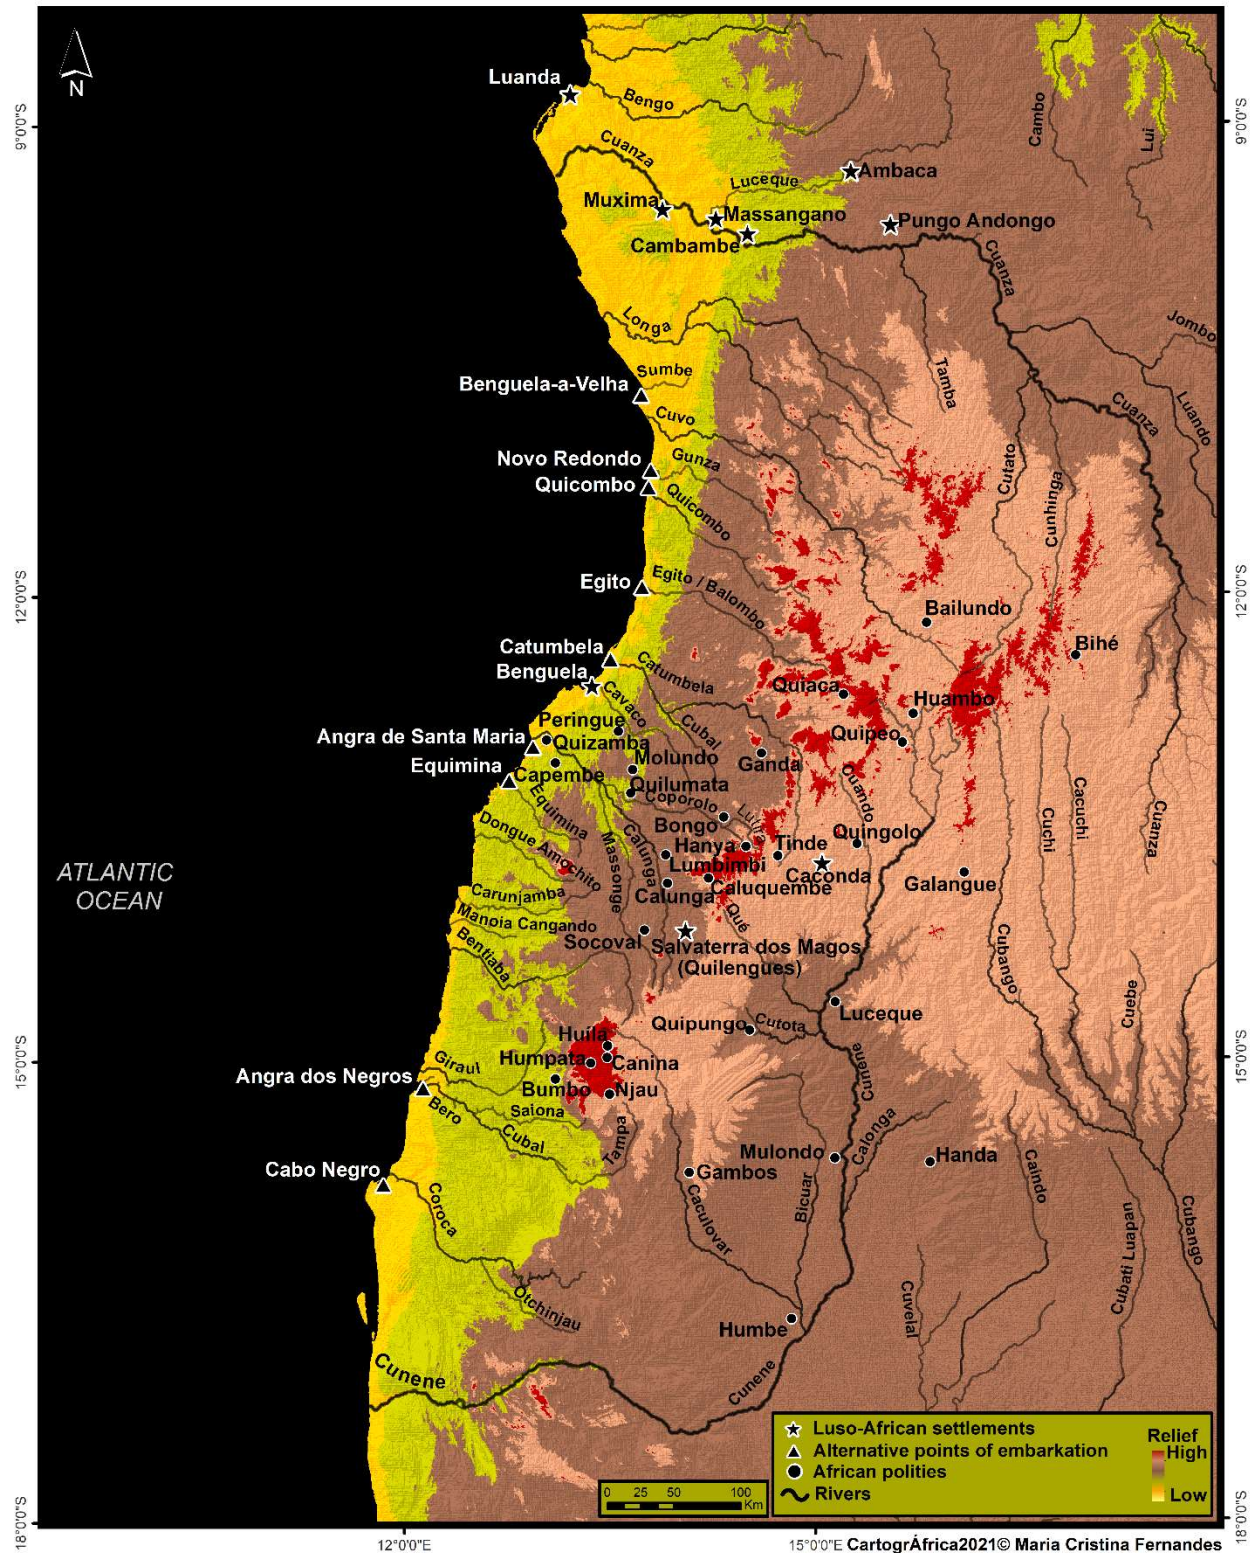 N
Luanda
Bengo
Cambo
Lui
9°0'0"S
9°0'0"S
Cuanza
Luceque
Ambaca
Muxima
Massangano
Pungo Andongo
Cambambe
Cuanza
Longa
Jombo
Sumbe
Tamba
Benguela-a-Velha
Cuanza
Luando
Cuvo
Novo Redondo
Gunza
Cutato
Quicombo
Quicombo
Cunhinga
12°0'0"S
12°0'0"S
Egito
Egito / Balombo
Bailundo
Bihé
Catumbela
Catumbela
Benguela
Quiaca
Huambo
Cavaco
Peringue
Cubal
Angra de Santa Maria
Quizamba
Quipeo
Equimina
Capembe
Molundo
Ganda
Quilumata
Cuando
Equimina
Coporolo
Cacuchi
Cuchi
Cuanza
Bongo
Lutira
Quingolo
Dongue Amochito
Massonge
Calunga
Hanya
Tinde
Lumbimbi
Caconda
ATLANTIC
OCEAN
Carunjamba
Calunga
Caluquembe
Galangue
Manoia Cangando
Qué
Bentiaba
Socoval
Salvaterra dos Magos
(Quilengues)
Cubango
Cuebe
Luceque
Quipungo
Cutota
Huíla
Humpata
Canina
15°0'0"S
15°0'0"S
Giraul
Angra dos Negros
Bumbo
Njau
Cunene
Bero
Saiona
Cubal
Tampa
Calonga
Mulondo
Handa
Cabo Negro
Gambos
Caindo
Coroca
Bicuar
Caculovar
Cubati Luapan
Cubango
Otchinjau
Cuvelai
Humbe
Cunene
Cunene
Luso-African settlements
Alternative points of embarkation
African polities
Rivers
Relief
High
Low
0 25 50 100
Km
18°0'0"S
18°0'0"S
12°0'0"E
15°0'0"E
CartogrÁfrica2021© Maria Cristina Fernandes